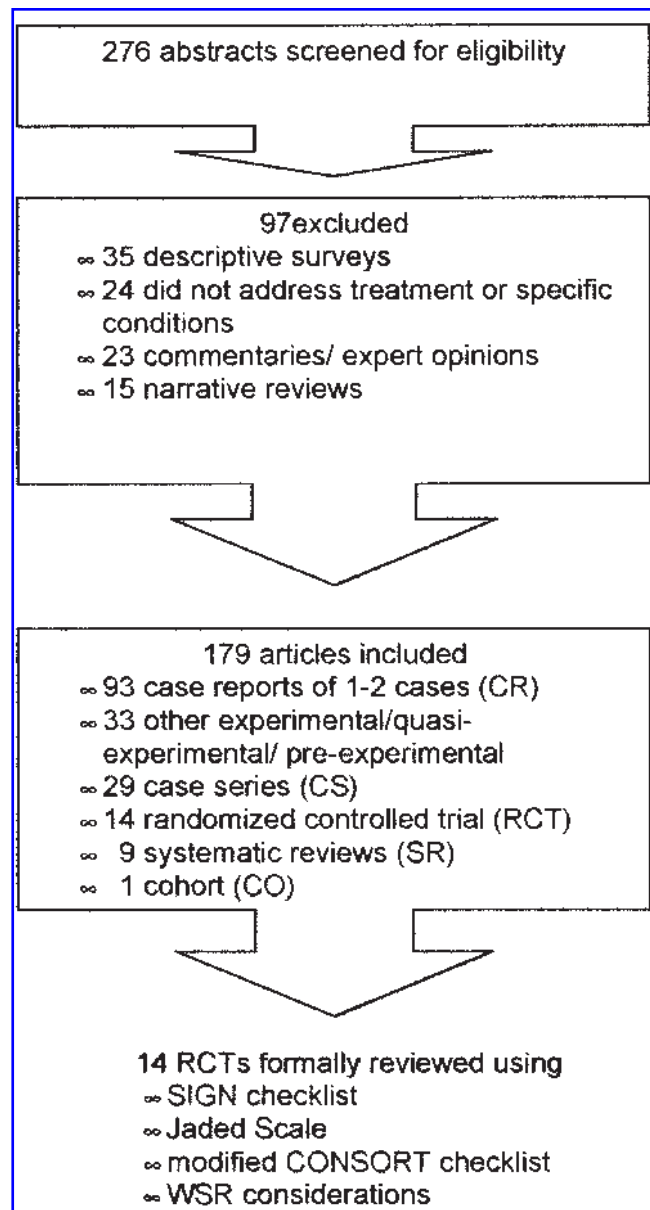 276 abstracts screened for eligibility
97excluded
∞ 35 descriptive surveys
∞ 24 did not address treatment or specific
conditions
∞ 23 commentaries/ expert opinions
∞ 15 narrative reviews
179 articles included
∞ 93 case reports of 1-2 cases (CR)
∞ 33 other experimental/quasi-
experimental/ pre-experimental
∞ 29 case series (CS)
∞ 14 randomized controlled trial (RCT)
∞ 9 systematic reviews (SR)
∞ 1 cohort (CO)
14 RCTs formally reviewed using
∞ SIGN checklist
∞ Jaded Scale
∞ modified CONSORT checklist
∞ WSR considerations